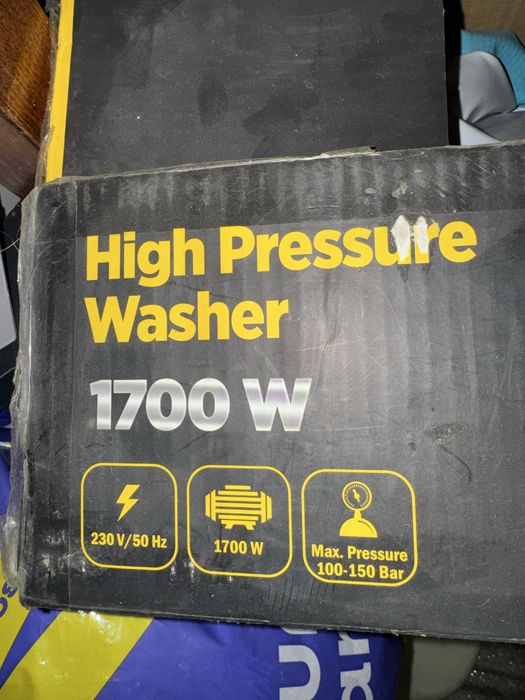 High Pressure
Washer
1700 W
230 V/50 Hz
1700 W
Max. Pressure
100-150 Bar